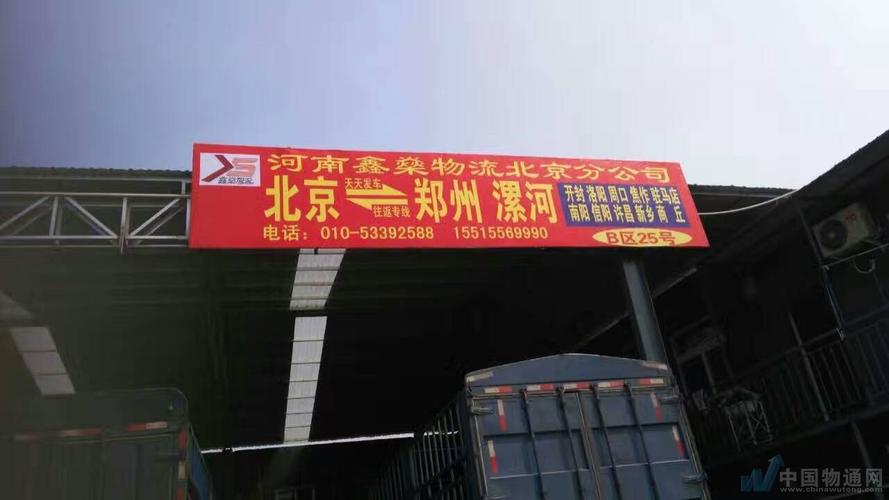 河南鑫燊物流北京分公司
鑫燊物流
北京 天天发车 往返专线 郑州 漯河
开封 洛阳 周口 焦作 驻马店
南阳 信阳 许昌 新乡 商 丘
电话：010-53392588 15515569990
B区25号
中国物通网
www.chinawutong.com